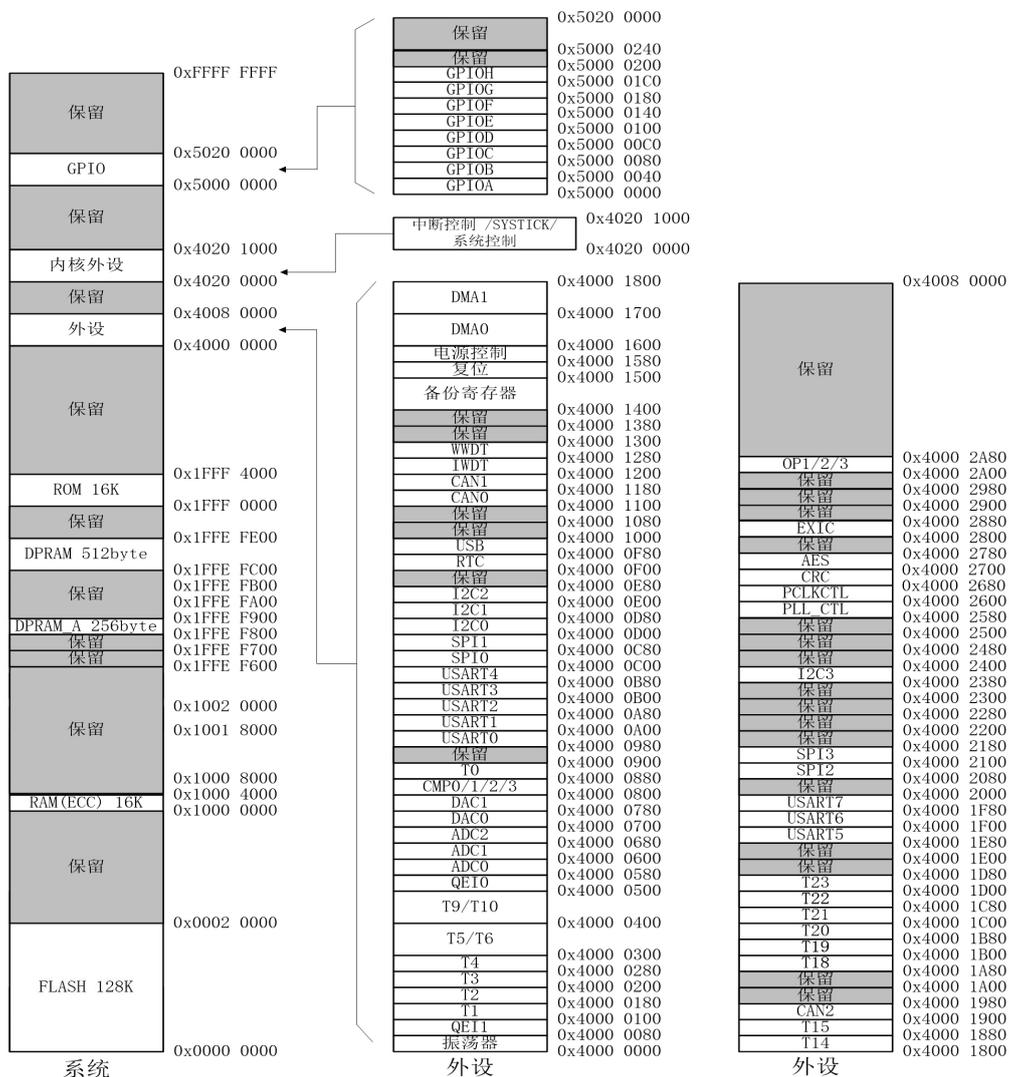 0xFFFF FFFF
保留
0x5020 0000
GPIO
0x5000 0000
保留
0x4020 1000
内核外设
0x4020 0000
保留
0x4008 0000
外设
0x4000 0000
保留
0x1FFF 4000
ROM 16K
0x1FFF 0000
保留
0x1FFE FE00
DPRAM 512byte
0x1FFE FC00
0x1FFE FB00
保留
0x1FFE FA00
0x1FFE F900
DPRAM_A 256byte
0x1FFE F800
保留
0x1FFE F700
保留
0x1FFE F600
0x1002 0000
保留
0x1001 8000
0x1000 8000
0x1000 4000
RAM(ECC) 16K
0x1000 0000
保留
0x0002 0000
FLASH 128K
0x0000 0000
系统
0x5020 0000
保留
0x5000 0240
保留
0x5000 0200
GPIOH
0x5000 01C0
GPIOG
0x5000 0180
GPIOF
0x5000 0140
GPIOE
0x5000 0100
GPIOD
0x5000 00C0
GPIOC
0x5000 0080
GPIOB
0x5000 0040
GPIOA
0x5000 0000
0x4020 1000
中断控制 /SYSTICK/
系统控制
0x4020 0000
0x4000 1800
DMA1
0x4000 1700
DMA0
0x4000 1600
电源控制
0x4000 1580
复位
0x4000 1500
备份寄存器
0x4000 1400
保留
0x4000 1380
保留
0x4000 1300
WWDT
0x4000 1280
IWDT
0x4000 1200
CAN1
0x4000 1180
CAN0
0x4000 1100
保留
0x4000 1080
保留
0x4000 1000
USB
0x4000 0F80
RTC
0x4000 0F00
保留
0x4000 0E80
I2C2
0x4000 0E00
I2C1
0x4000 0D80
I2C0
0x4000 0D00
SPI1
0x4000 0C80
SPI0
0x4000 0C00
USART4
0x4000 0B80
USART3
0x4000 0B00
USART2
0x4000 0A80
USART1
0x4000 0A00
USART0
0x4000 0980
保留
0x4000 0900
T0
0x4000 0880
CMP0/1/2/3
0x4000 0800
DAC1
0x4000 0780
DAC0
0x4000 0700
ADC2
0x4000 0680
ADC1
0x4000 0600
ADC0
0x4000 0580
QEI0
0x4000 0500
T9/T10
0x4000 0400
T5/T6
0x4000 0300
T4
0x4000 0280
T3
0x4000 0200
T2
0x4000 0180
T1
0x4000 0100
QEI1
0x4000 0080
振荡器
0x4000 0000
外设
0x4008 0000
保留
0x4000 2A80
OP1/2/3
0x4000 2A00
保留
0x4000 2980
保留
0x4000 2900
保留
0x4000 2880
EXIC
0x4000 2800
保留
0x4000 2780
AES
0x4000 2700
CRC
0x4000 2680
PCLKCTL
0x4000 2600
PLL_CTL
0x4000 2580
保留
0x4000 2500
保留
0x4000 2480
保留
0x4000 2400
I2C3
0x4000 2380
保留
0x4000 2300
保留
0x4000 2280
保留
0x4000 2200
保留
0x4000 2180
SPI3
0x4000 2100
SPI2
0x4000 2080
保留
0x4000 2000
USART7
0x4000 1F80
USART6
0x4000 1F00
USART5
0x4000 1E80
保留
0x4000 1E00
保留
0x4000 1D80
T23
0x4000 1D00
T22
0x4000 1C80
T21
0x4000 1C00
T20
0x4000 1B80
T19
0x4000 1B00
T18
0x4000 1A80
保留
0x4000 1A00
保留
0x4000 1980
CAN2
0x4000 1900
T15
0x4000 1880
T14
0x4000 1800
外设